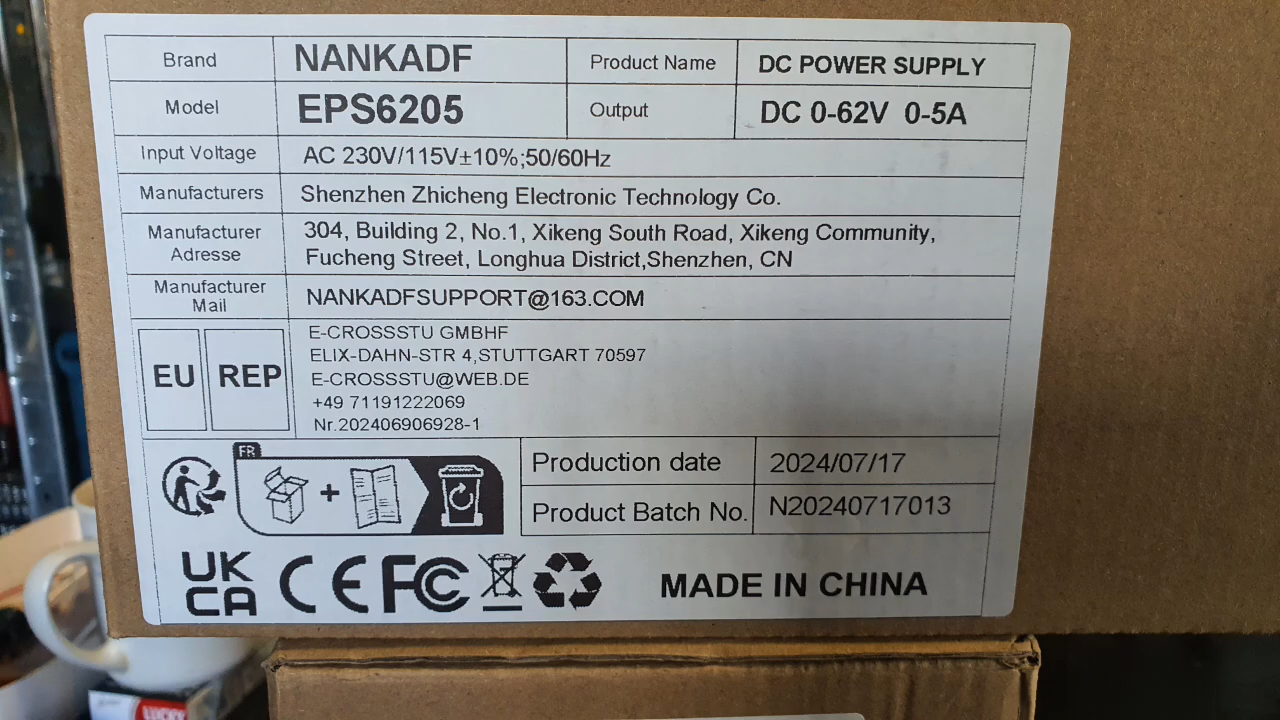 Brand NANKADF Product Name DC POWER SUPPLY
Model EPS6205 Output DC 0-62V 0-5A
Input Voltage AC 230V/115V±10%;50/60Hz
Manufacturers Shenzhen Zhicheng Electronic Technology Co.
Manufacturer Adresse
304, Building 2, No.1, Xikeng South Road, Xikeng Community,
Fucheng Street, Longhua District,Shenzhen, CN
Manufacturer Mail
NANKADFSUPPORT@163.COM
EU REP
E-CROSSSTU GMBHF
ELIX-DAHN-STR 4,STUTTGART 70597
E-CROSSSTU@WEB.DE
+49 71191222069
Nr.202406906928-1
FR
+
Production date 2024/07/17
Product Batch No. N20240717013
UK
CA
CE FC
MADE IN CHINA
LUCKY